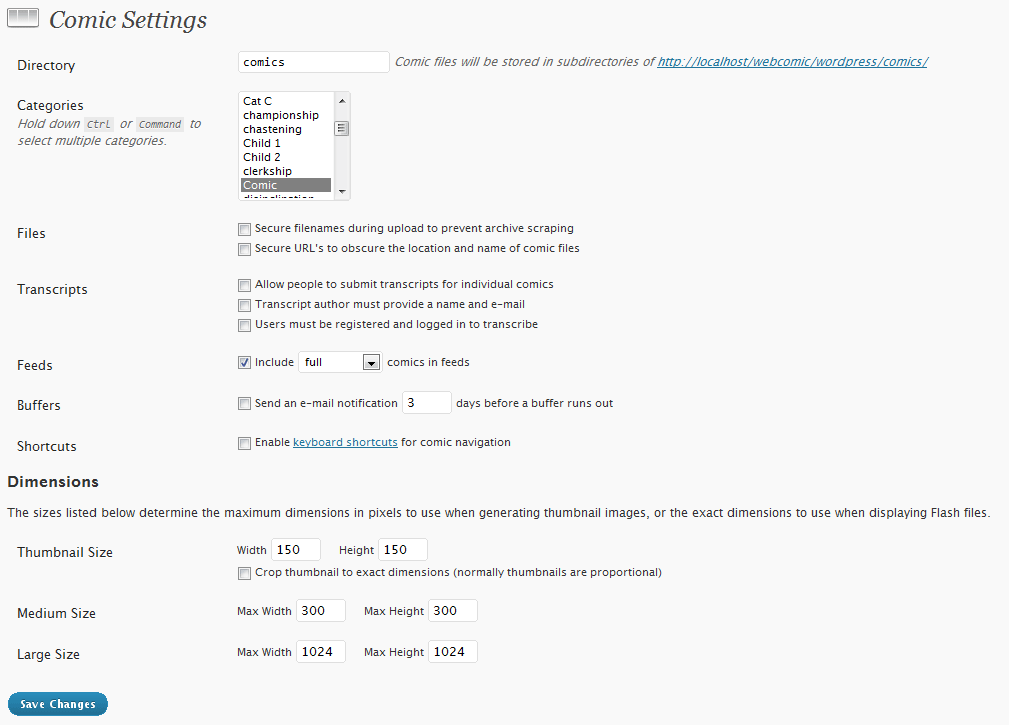 Comic Settings
Directory
comics
Comic files will be stored in subdirectories of http://localhost/webcomic/wordpress/comics/
Categories
Hold down Ctrl or Command to
select multiple categories.
Cat C
championship
chastening
Child 1
Child 2
clerkship
Comic
Files
Secure filenames during upload to prevent archive scraping
Secure URL's to obscure the location and name of comic files
Transcripts
Allow people to submit transcripts for individual comics
Transcript author must provide a name and e-mail
Users must be registered and logged in to transcribe
Feeds
Include full comics in feeds
Buffers
Send an e-mail notification 3 days before a buffer runs out
Shortcuts
Enable keyboard shortcuts for comic navigation
Dimensions
The sizes listed below determine the maximum dimensions in pixels to use when generating thumbnail images, or the exact dimensions to use when displaying Flash files.
Thumbnail Size
Width 150 Height 150
Crop thumbnail to exact dimensions (normally thumbnails are proportional)
Medium Size
Max Width 300 Max Height 300
Large Size
Max Width 1024 Max Height 1024
Save Changes